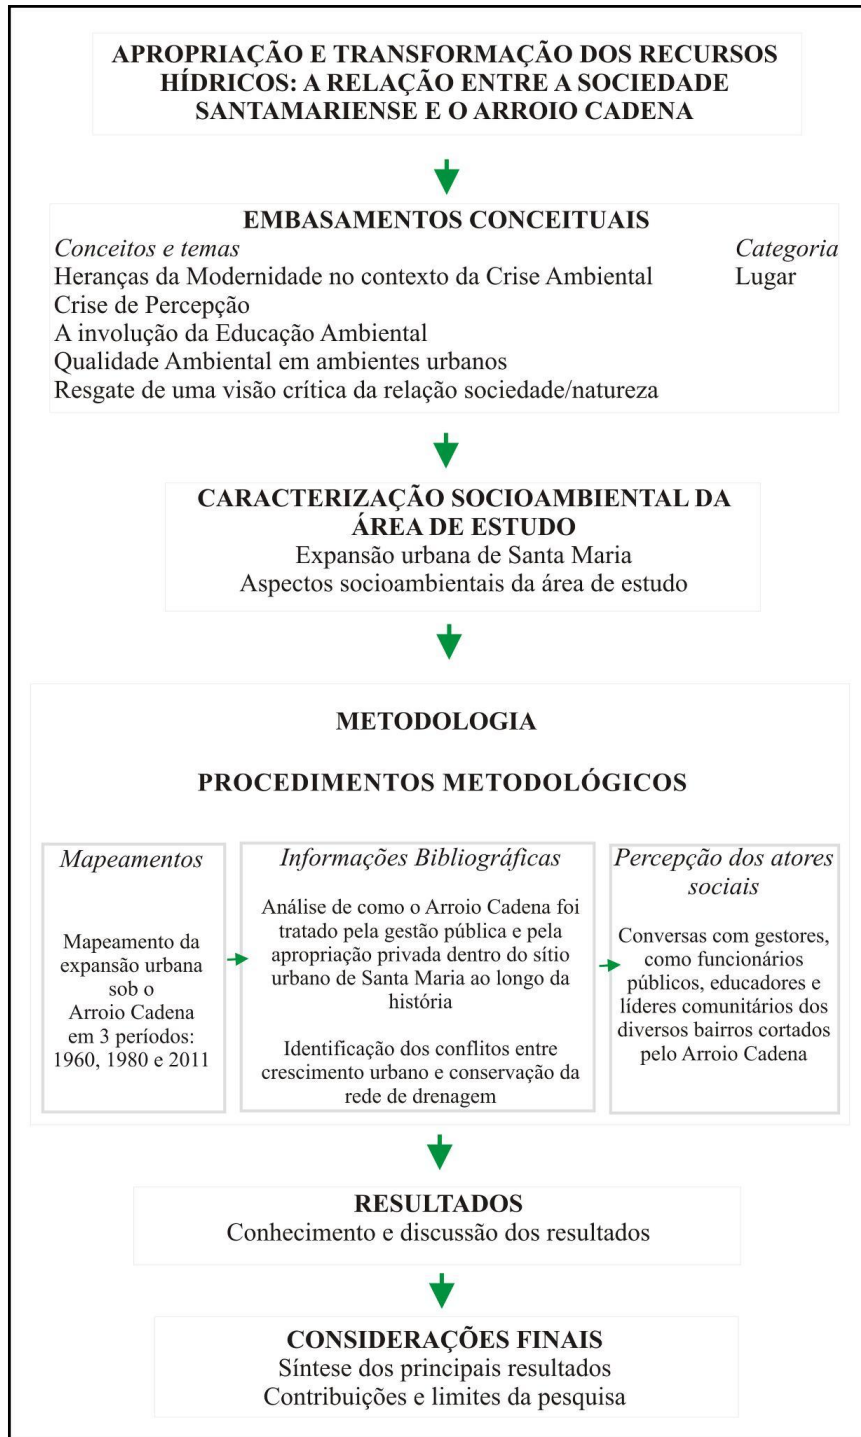 APROPRIAÇÃO E TRANSFORMAÇÃO DOS RECURSOS
HÍDRICOS: A RELAÇÃO ENTRE A SOCIEDADE
SANTAMARIENSE E O ARROIO CADENA
EMBASAMENTOS CONCEITUAIS
Conceitos e temas
Heranças da Modernidade no contexto da Crise Ambiental
Crise de Percepção
A involução da Educação Ambiental
Qualidade Ambiental em ambientes urbanos
Resgate de uma visão crítica da relação sociedade/natureza
Categoria
Lugar
CARACTERIZAÇÃO SOCIOAMBIENTAL DA
ÁREA DE ESTUDO
Expansão urbana de Santa Maria
Aspectos socioambientais da área de estudo
METODOLOGIA
PROCEDIMENTOS METODOLÓGICOS
Mapeamentos
Mapeamento da
expansão urbana
sob o
Arroio Cadena
em 3 períodos:
1960, 1980 e 2011
Informações Bibliográficas
Análise de como o Arroio Cadena foi
tratado pela gestão pública e pela
apropriação privada dentro do sítio
urbano de Santa Maria ao longo da
história
Identificação dos conflitos entre
crescimento urbano e conservação da
rede de drenagem
Percepção dos atores
sociais
Conversas com gestores,
como funcionários
públicos, educadores e
líderes comunitários dos
diversos bairros cortados
pelo Arroio Cadena
RESULTADOS
Conhecimento e discussão dos resultados
CONSIDERAÇÕES FINAIS
Síntese dos principais resultados
Contribuições e limites da pesquisa